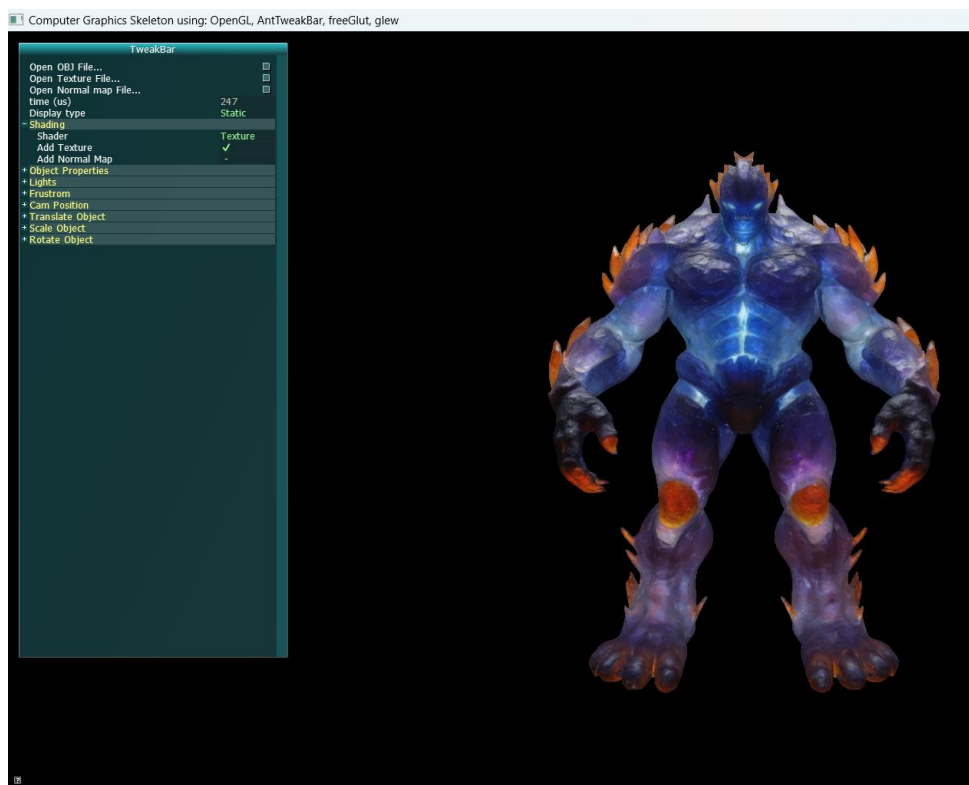 Computer Graphics Skeleton using: OpenGL, AntTweakBar, freeGlut, glew
TweakBar
Open OBJ File...
Open Texture File...
Open Normal map File...
time (us) 247
Display type Static
- Shading
Shader Texture
Add Texture ✓
Add Normal Map -
+ Object Properties
+ Lights
+ Frustrom
+ Cam Position
+ Translate Object
+ Scale Object
+ Rotate Object
?